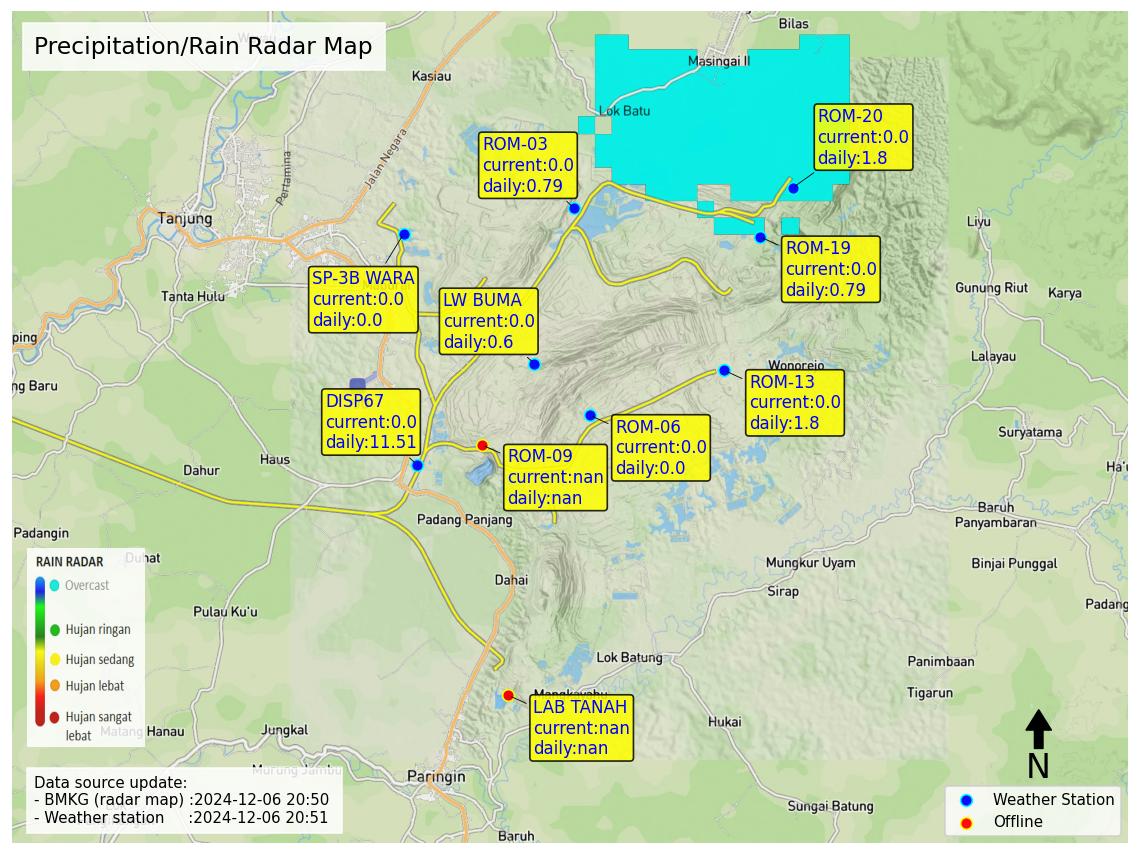 Precipitation/Rain Radar Map
Bilas
Masingai II
Kasiau
Lok Batu
Jalan Negara
Pertamina
Tanjung
Tanta Hulu
ROM-03
current:0.0
daily:0.79
ROM-20
current:0.0
daily:1.8
ROM-19
current:0.0
daily:0.79
SP-3B WARA
current:0.0
daily:0.0
LW BUMA
current:0.0
daily:0.6
Liyu
Gunung Riut
Karya
Lalayau
Wonorejo
ROM-13
current:0.0
daily:1.8
DISP67
current:0.0
daily:11.51
ROM-06
current:0.0
daily:0.0
ROM-09
current:nan
daily:nan
ping
ng Baru
Dahur
Haus
Suryatama
Ha'u
Baruh
Panyambaran
Padang Panjang
Padangin
Duhat
Binjai Punggal
Mungkur Uyam
Sirap
Padang
Dahai
Pulau Ku'u
RAIN RADAR
Overcast
Hujan ringan
Hujan sedang
Hujan lebat
Hujan sangat
lebat
Lok Batung
Panimbaan
Tigarun
Mangkayahu
LAB TANAH
current:nan
daily:nan
Hukai
Matang Hanau
Jungkal
Murung Jambu
Paringin
Sungai Batung
Baruh
Data source update:
- BMKG (radar map) :2024-12-06 20:50
- Weather station :2024-12-06 20:51
N
Weather Station
Offline